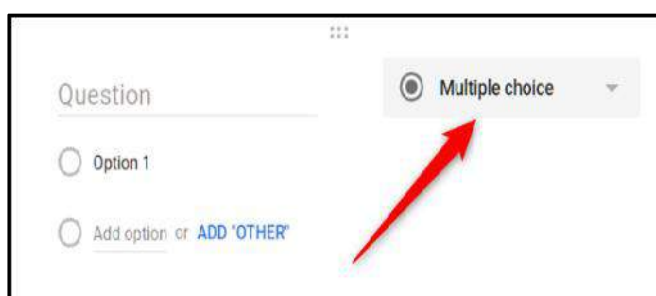 Multiple choice
Question
Option 1
Add option or ADD "OTHER"